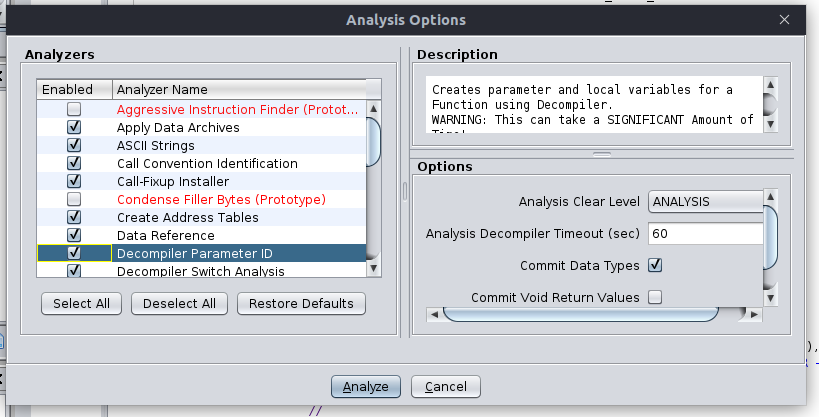 Analysis Options
Analyzers
Enabled Analyzer Name
Aggressive Instruction Finder (Protot...
Apply Data Archives
ASCII Strings
Call Convention Identification
Call-Fixup Installer
Condense Filler Bytes (Prototype)
Create Address Tables
Data Reference
Decompiler Parameter ID
Decompiler Switch Analysis
Select All Deselect All Restore Defaults
Description
Creates parameter and local variables for a
Function using Decompiler.
WARNING: This can take a SIGNIFICANT Amount of
Options
Analysis Clear Level ANALYSIS
Analysis Decompiler Timeout (sec) 60
Commit Data Types
Commit Void Return Values
Analyze Cancel
),
//